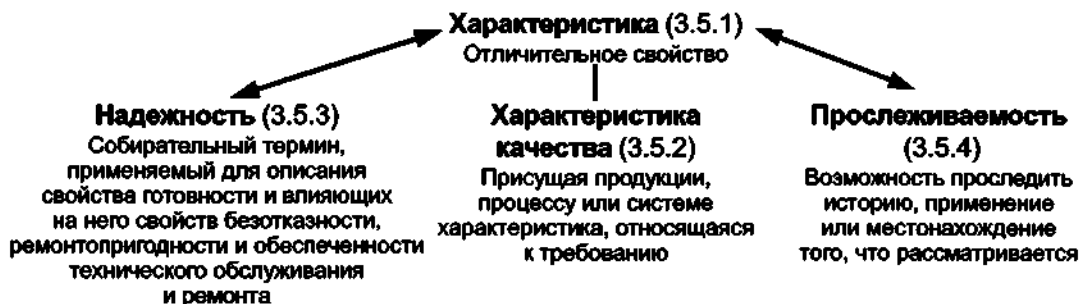 Характеристика (3.5.1)
Отличительное свойство
Надежность (3.5.3)
Собирательный термин,
применяемый для описания
свойства готовности и влияющих
на него свойств безотказности,
ремонтопригодности и обеспеченности
технического обслуживания
и ремонта
Характеристика
качества (3.5.2)
Присущая продукции,
процессу или системе
характеристика, относящаяся
к требованию
Прослеживаемость
(3.5.4)
Возможность проследить
историю, применение
или местонахождение
того, что рассматривается